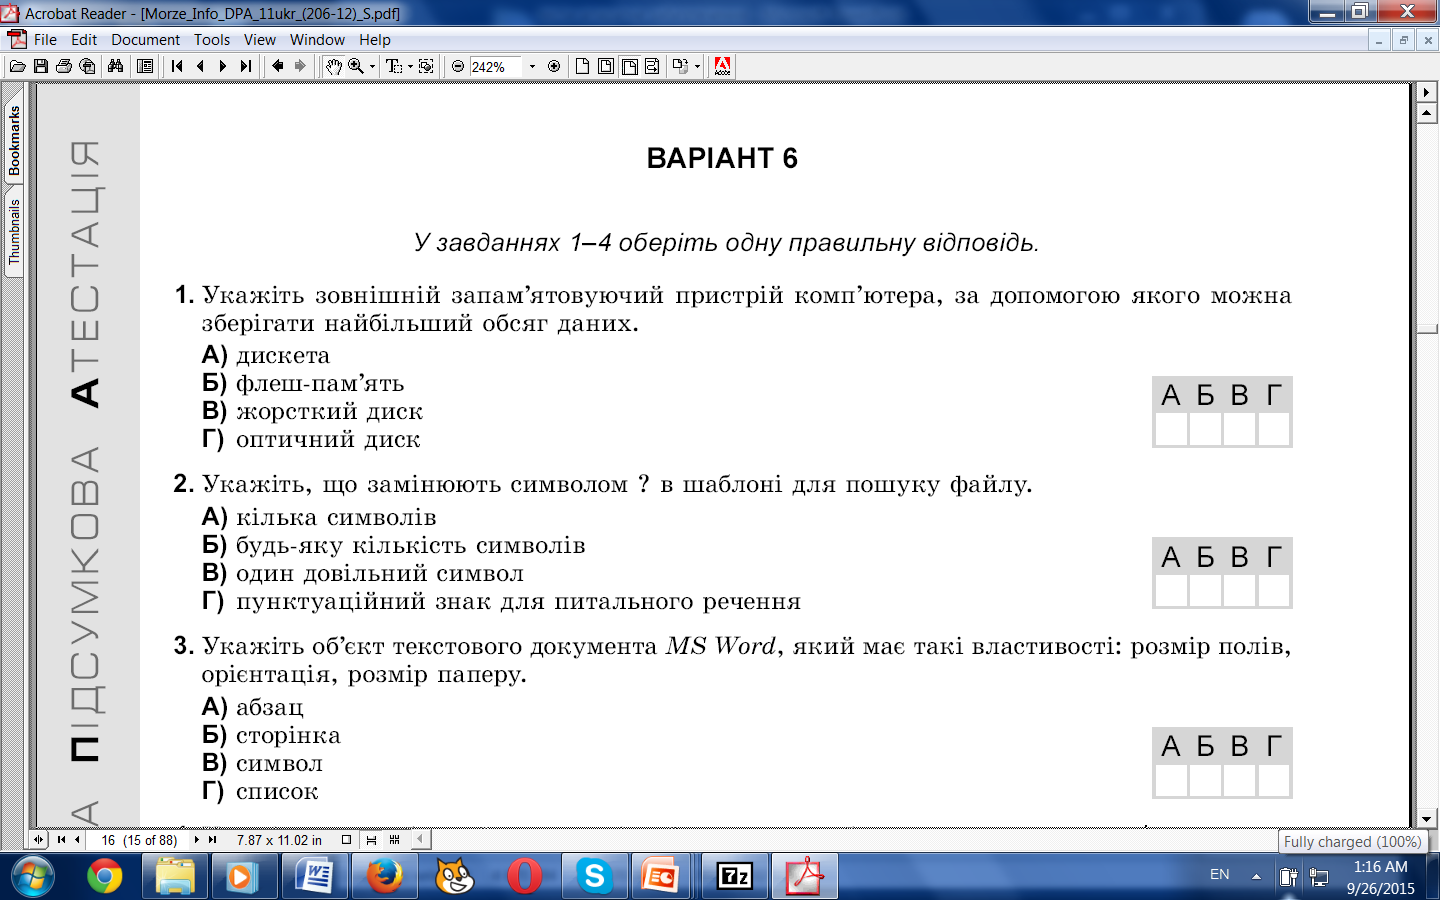 Acrobat Reader - [Morze_Info_DPA_11ukr_(206-12)_S.pdf]
File Edit Document Tools View Window Help
242%
Bookmarks
Thumbnails
А ПІДСУМКОВА АТЕСТАЦІЯ
ВАРІАНТ 6
У завданнях 1–4 оберіть одну правильну відповідь.
1. Укажіть зовнішній запам’ятовуючий пристрій комп’ютера, за допомогою якого можна
зберігати найбільший обсяг даних.
А) дискета
Б) флеш-пам’ять
В) жорсткий диск
Г) оптичний диск
А Б В Г
2. Укажіть, що замінюють символом ? в шаблоні для пошуку файлу.
А) кілька символів
Б) будь-яку кількість символів
В) один довільний символ
Г) пунктуаційний знак для питального речення
А Б В Г
3. Укажіть об’єкт текстового документа MS Word, який має такі властивості: розмір полів,
орієнтація, розмір паперу.
А) абзац
Б) сторінка
В) символ
Г) список
А Б В Г
16 (15 of 88) 7.87 x 11.02 in
Fully charged (100%)
EN
1:16 AM
9/26/2015